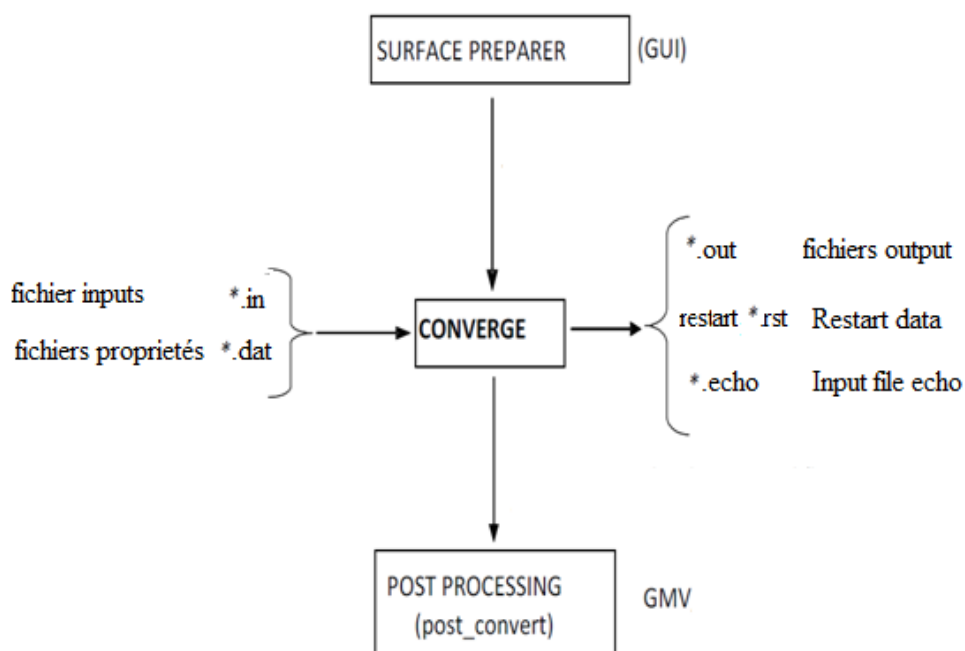 SURFACE PREPARER (GUI)
*.out fichiers output
fichier inputs *.in
restart *.rst Restart data
CONVERGE
fichiers proprietés *.dat
*.echo Input file echo
POST PROCESSING
(post_convert)
GMV